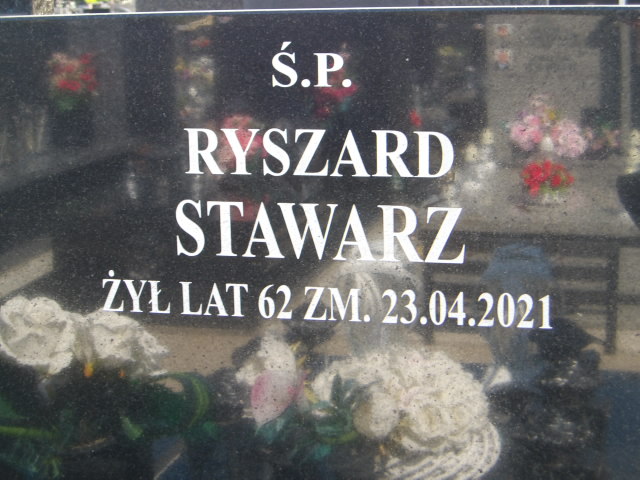 Ś.P.
RYSZARD
STAWARZ
ŻYŁ LAT 62 ZM. 23.04.2021